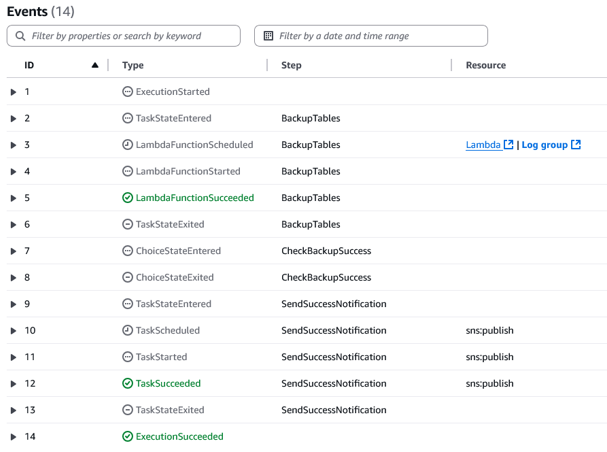 Events (14)
Filter by properties or search by keyword Filter by a date and time range
ID Type Step Resource
1 ExecutionStarted
2 TaskStateEntered BackupTables
3 LambdaFunctionScheduled BackupTables Lambda | Log group
4 LambdaFunctionStarted BackupTables
5 LambdaFunctionSucceeded BackupTables
6 TaskStateExited BackupTables
7 ChoiceStateEntered CheckBackupSuccess
8 ChoiceStateExited CheckBackupSuccess
9 TaskStateEntered SendSuccessNotification
10 TaskScheduled SendSuccessNotification sns:publish
11 TaskStarted SendSuccessNotification sns:publish
12 TaskSucceeded SendSuccessNotification sns:publish
13 TaskStateExited SendSuccessNotification
14 ExecutionSucceeded